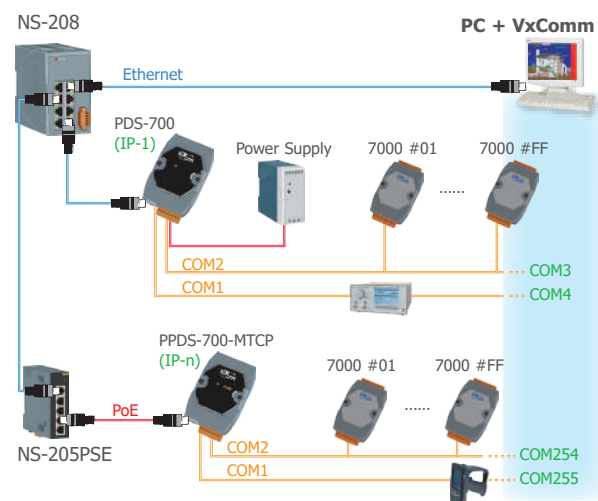 NS-208
PC + VxComm
Ethernet
PDS-700
(IP-1)
Power Supply
7000 #01
7000 #FF
......
COM2
COM3
COM1
COM4
PPDS-700-MTCP
(IP-n)
7000 #01
7000 #FF
......
PoE
NS-205PSE
COM2
COM254
COM1
COM255